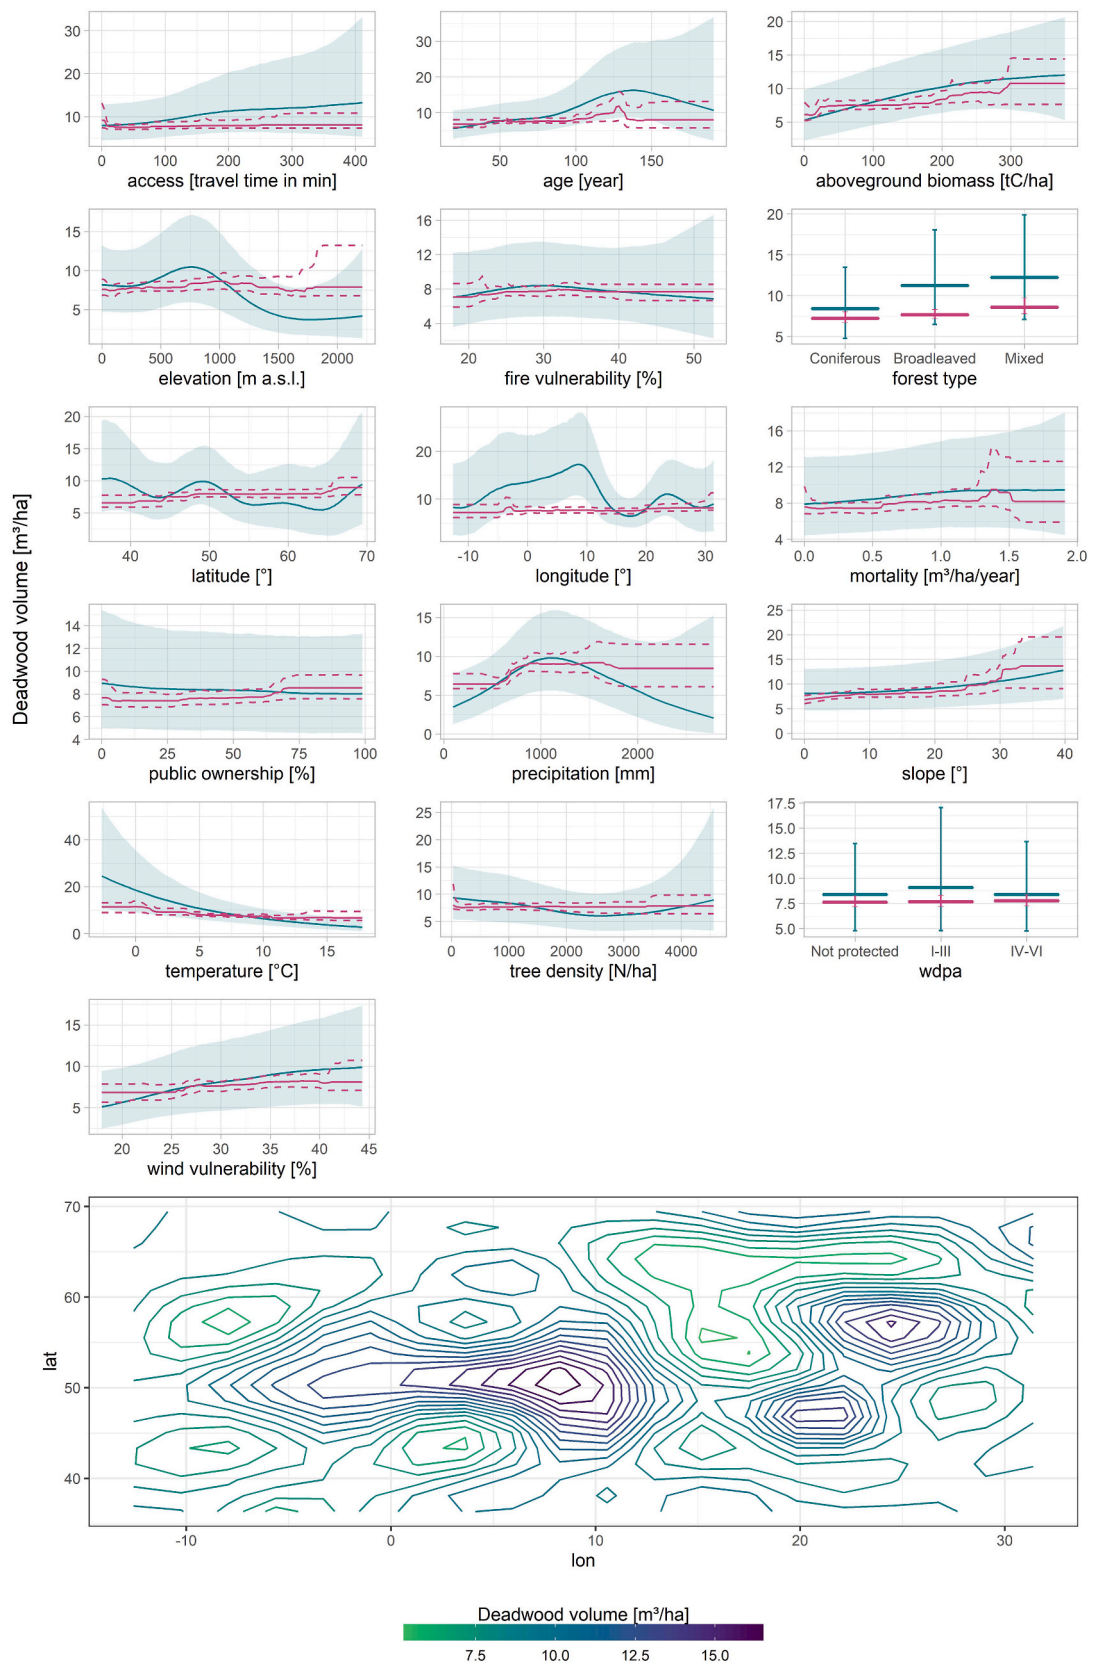 30
20
10
0 100 200 300 400
access [travel time in min]
30
20
10
50 100 150
age [year]
20
15
10
5
0 100 200 300
aboveground biomass [tC/ha]
15
10
5
0 500 1000 1500 2000
elevation [m a.s.l.]
16
12
8
4
20 30 40 50
fire vulnerability [%]
20
15
10
5
Coniferous Broadleaved Mixed
forest type
Deadwood volume [m³/ha]
20
15
10
5
40 50 60 70
latitude [°]
20
10
-10 0 10 20 30
longitude [°]
16
12
8
4
0.0 0.5 1.0 1.5 2.0
mortality [m³/ha/year]
14
12
10
8
6
4
0 25 50 75 100
public ownership [%]
15
10
5
0
0 1000 2000
precipitation [mm]
25
20
15
10
5
0
0 10 20 30 40
slope [°]
40
20
0
0 5 10 15
temperature [°C]
25
20
15
10
5
0 1000 2000 3000 4000
tree density [N/ha]
17.5
15.0
12.5
10.0
7.5
5.0
Not protected I-III IV-VI
wdpa
15
10
5
20 25 30 35 40 45
wind vulnerability [%]
70
60
50
40
lat
-10 0 10 20 30
lon
Deadwood volume [m³/ha]
7.5 10.0 12.5 15.0